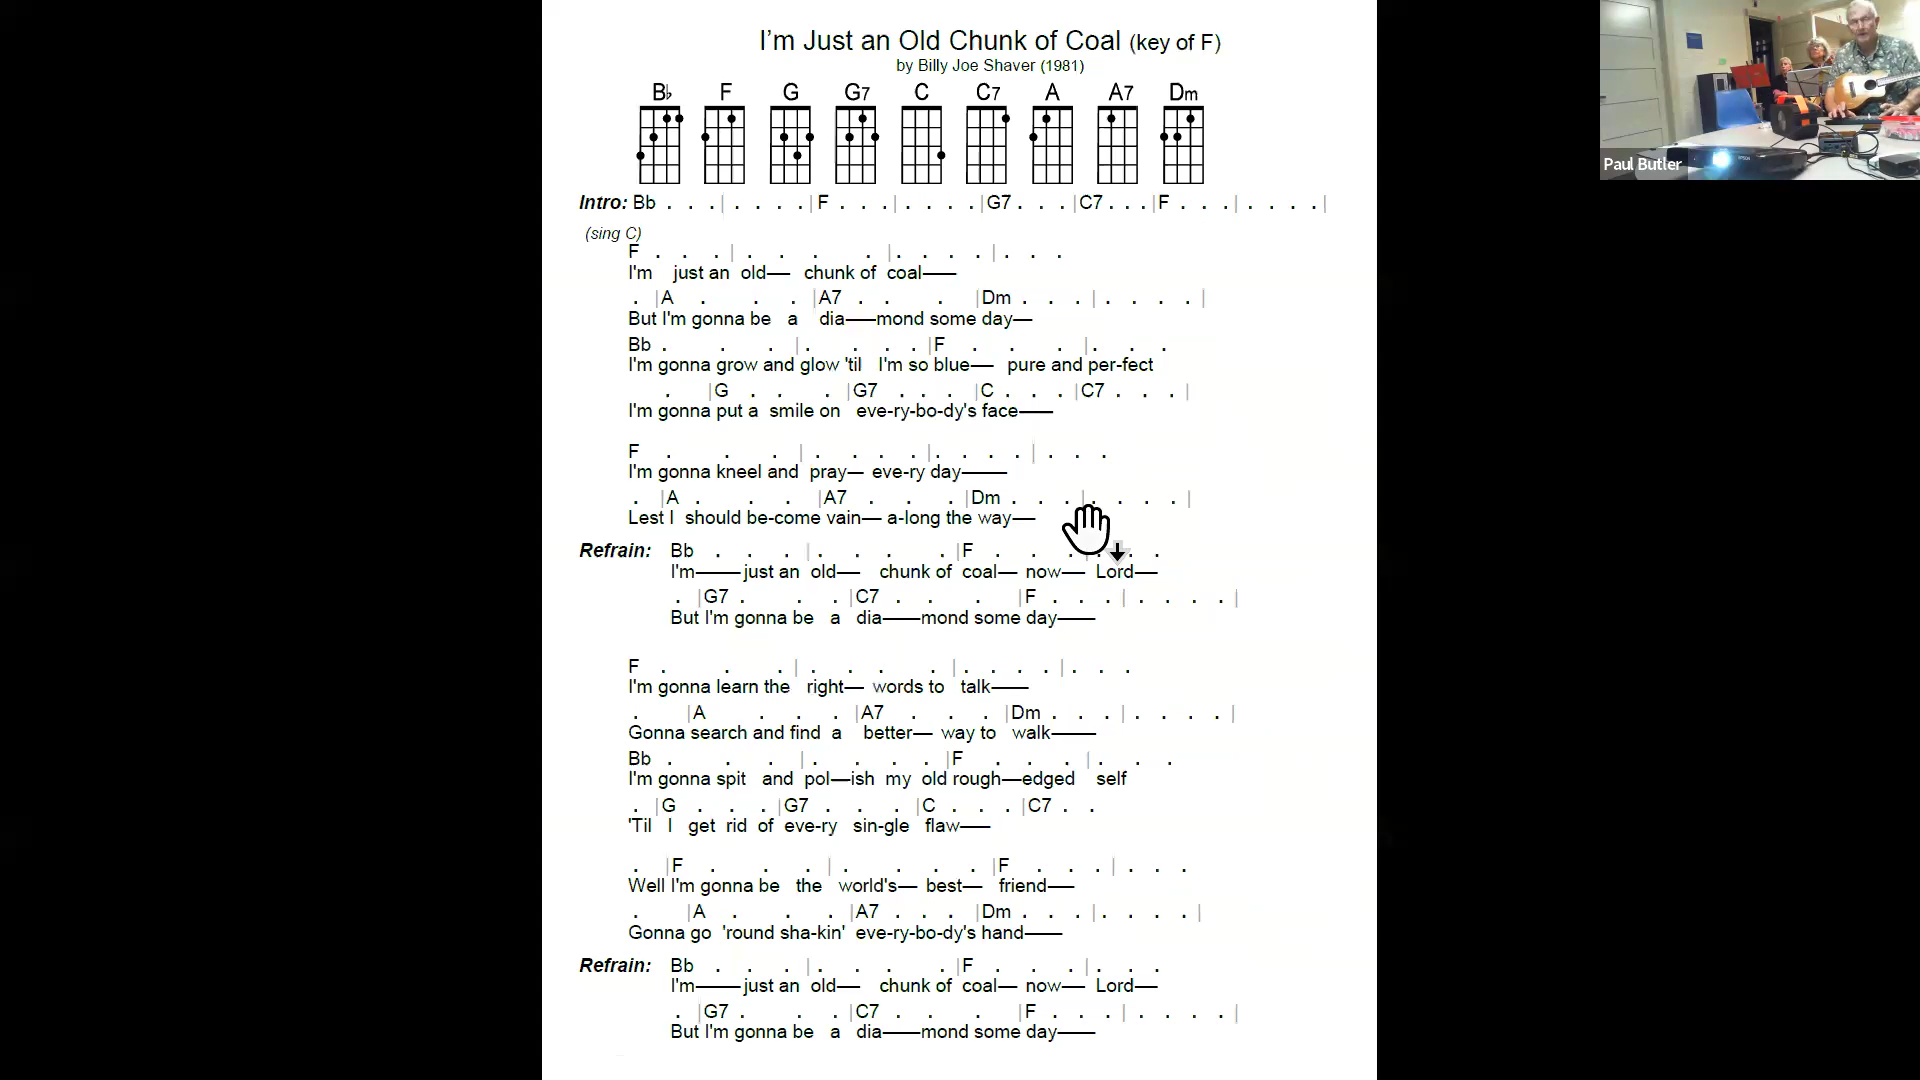 I'm Just an Old Chunk of Coal (key of F)
by Billy Joe Shaver (1981)
Bb F G G7 C C7 A A7 Dm
Intro: Bb . . . | . . . . | F . . . | . . . . | G7 . . . | C7 . . . | F . . . | . . . . |
(sing C)
F . . . | . . . . | . . . . | . . .
I'm just an old— chunk of coal——
. |A . . . |A7 . . . |Dm . . . | . . . . |
But I'm gonna be a dia——mond some day—
Bb . . . | . . . . |F . . . | . . .
I'm gonna grow and glow 'til I'm so blue— pure and per-fect
. |G . . . |G7 . . . |C . . . |C7 . . . |
I'm gonna put a smile on eve-ry-bo-dy's face——
F . . . | . . . . | . . . . | . . .
I'm gonna kneel and pray— eve-ry day——
. |A . . . |A7 . . . |Dm . . . | . . . . |
Lest I should be-come vain— a-long the way—
Refrain: Bb . . . | . . . . |F . . . | . . .
I'm——just an old— chunk of coal— now— Lord—
. |G7 . . . |C7 . . . |F . . . | . . . . |
But I'm gonna be a dia——mond some day——
F . . . | . . . . | . . . . | . . .
I'm gonna learn the right— words to talk——
. |A . . . |A7 . . . |Dm . . . | . . . . |
Gonna search and find a better— way to walk——
Bb . . . | . . . . |F . . . | . . .
I'm gonna spit and pol—ish my old rough—edged self
. |G . . . |G7 . . . |C . . . |C7 . .
'Til I get rid of eve-ry sin-gle flaw——
. |F . . . | . . . . |F . . . | . . .
Well I'm gonna be the world's— best— friend——
. |A . . . |A7 . . . |Dm . . . | . . . . |
Gonna go 'round sha-kin' eve-ry-bo-dy's hand——
Refrain: Bb . . . | . . . . |F . . . | . . .
I'm——just an old— chunk of coal— now— Lord—
. |G7 . . . |C7 . . . |F . . . | . . . . |
But I'm gonna be a dia——mond some day——
Paul Butler